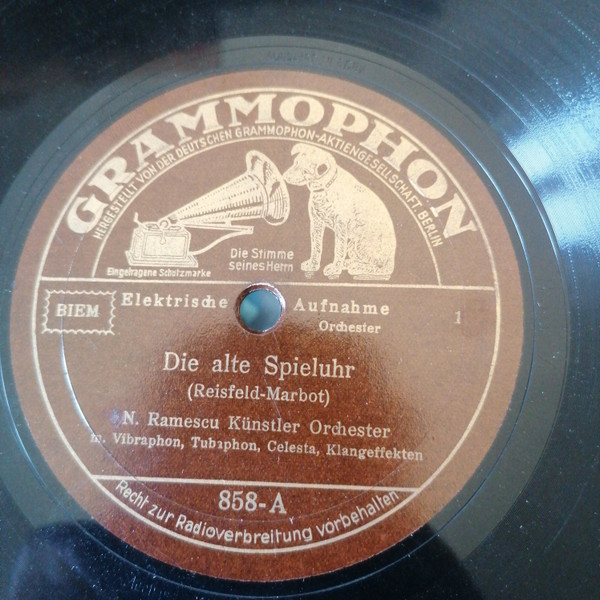 GRAMMOPHON
HERGESTELLT VON DER DEUTSCHEN GRAMMOPHON-AKTIENGESELLSCHAFT, BERLIN
Die Stimme
seines Herrn
Eingetragene Schutzmarke
BIEM
Elektrische Aufnahme
Orchester
1
Die alte Spieluhr
(Reisfeld-Marbot)
N. Ramescu Künstler Orchester
m. Vibraphon, Tubaphon, Celesta, Klangeffekten
858-A
Recht zur Radioverbreitung vorbehalten